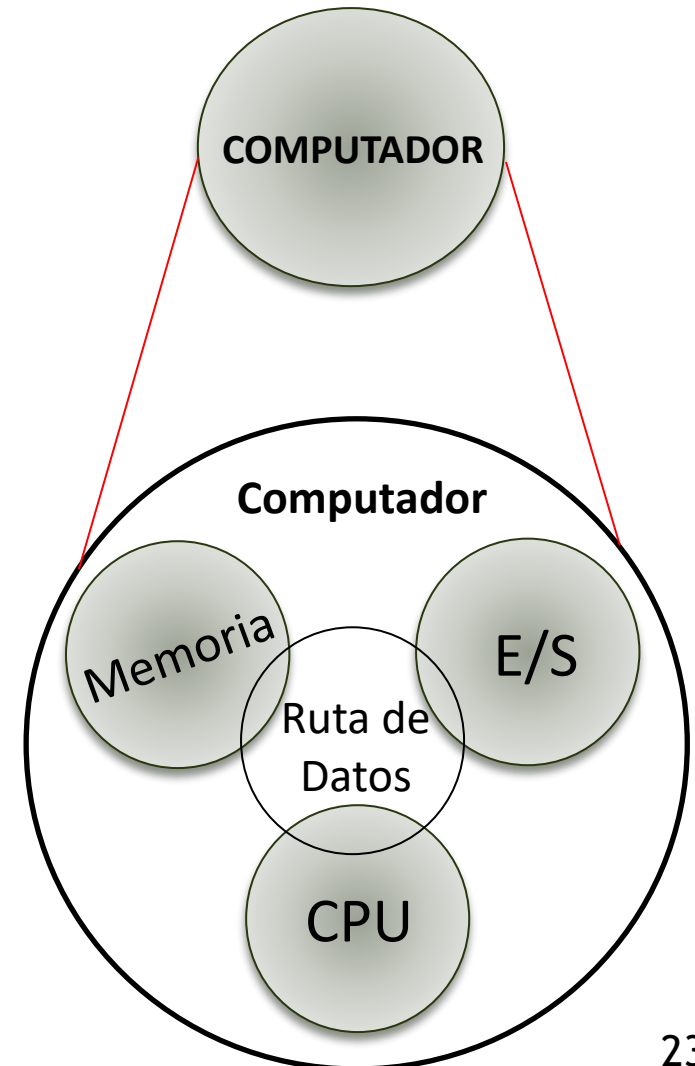 COMPUTADOR
Computador
Memoria
E/S
Ruta de
Datos
CPU
23